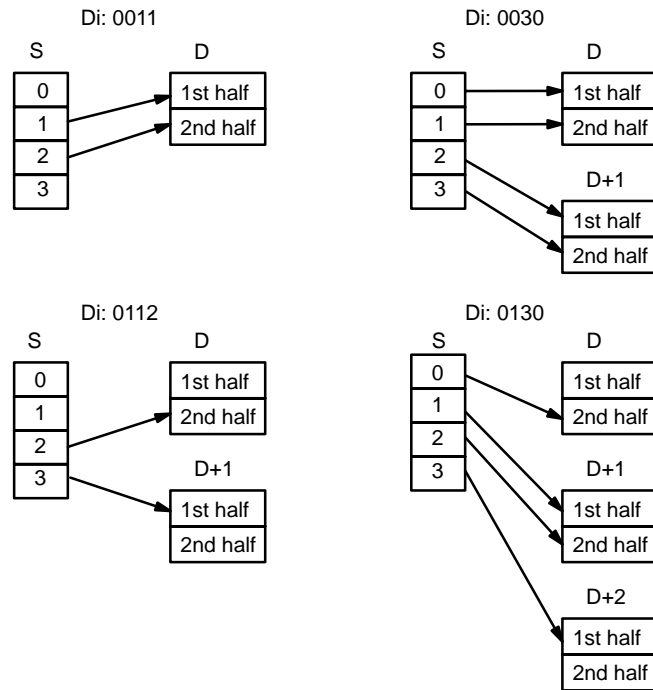 Di: 0011
S D
0
1
2
3
1st half
2nd half
Di: 0030
S D
0
1
2
3
1st half
2nd half
D+1
1st half
2nd half
Di: 0112
S D
0
1
2
3
1st half
2nd half
D+1
1st half
2nd half
Di: 0130
S D
0
1
2
3
1st half
2nd half
D+1
1st half
2nd half
D+2
1st half
2nd half